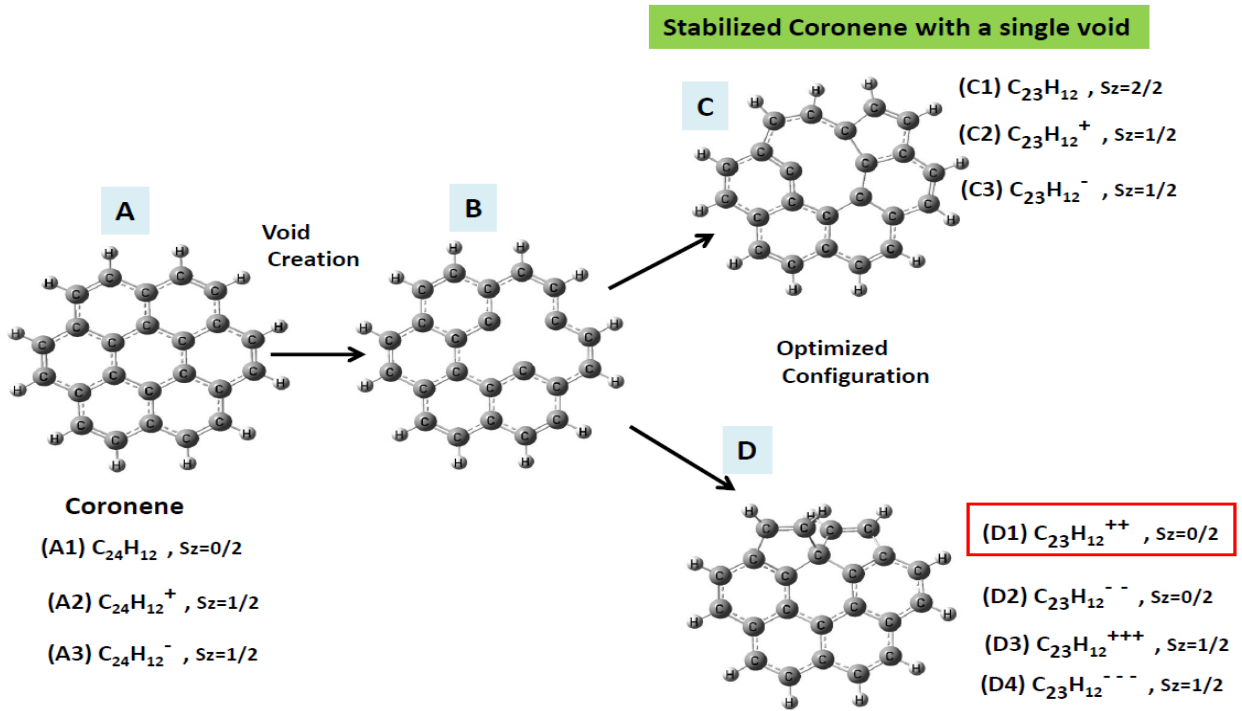 Stabilized Coronene with a single void
A
Void
Creation
B
C
(C1) C23H12 , Sz=2/2
(C2) C23H12+ , Sz=1/2
(C3) C23H12- , Sz=1/2
Optimized
Configuration
D
Coronene
(A1) C24H12 , Sz=0/2
(A2) C24H12+ , Sz=1/2
(A3) C24H12- , Sz=1/2
(D1) C23H12++ , Sz=0/2
(D2) C23H12- - , Sz=0/2
(D3) C23H12+++ , Sz=1/2
(D4) C23H12- - - , Sz=1/2